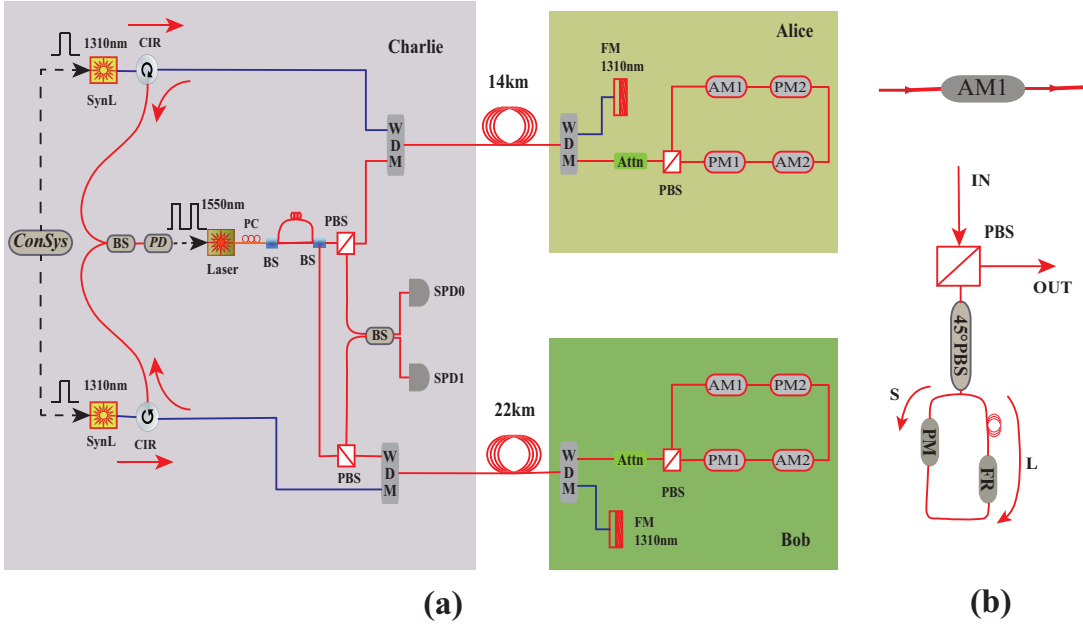 1310nm
CIR
SynL
Charlie
W
D
M
14km
Alice
FM
1310nm
W
D
M
Attn
PBS
AM1
PM2
PM1
AM2
ConSys
BS
PD
1550nm
Laser
PC
BS
BS
PBS
SPD0
BS
SPD1
1310nm
SynL
CIR
PBS
W
D
M
22km
W
D
M
Attn
PBS
AM1
PM2
PM1
AM2
FM
1310nm
Bob
(a)
AM1
IN
PBS
OUT
45°PBS
S
PM
FR
L
(b)